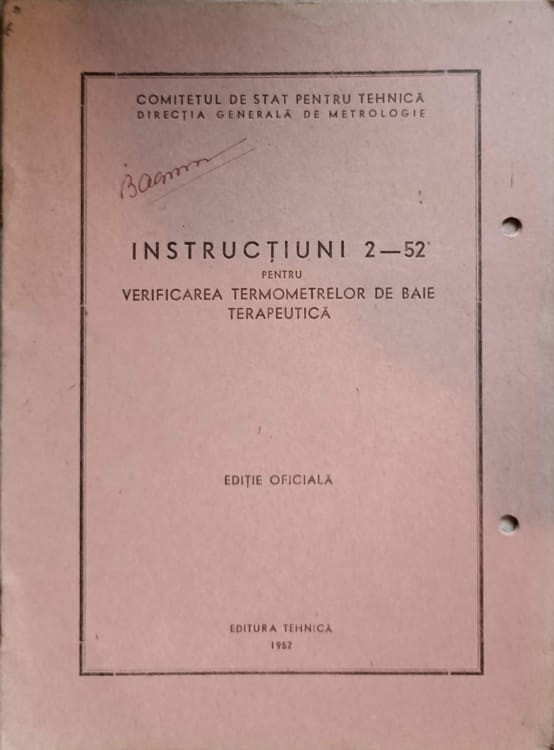 COMITETUL DE STAT PENTRU TEHNICĂ
DIRECȚIA GENERALĂ DE METROLOGIE
INSTRUCȚIUNI 2—52
PENTRU
VERIFICAREA TERMOMETRELOR DE BAIE
TERAPEUTICĂ
EDIȚIE OFICIALĂ
EDITURA TEHNICĂ
1952